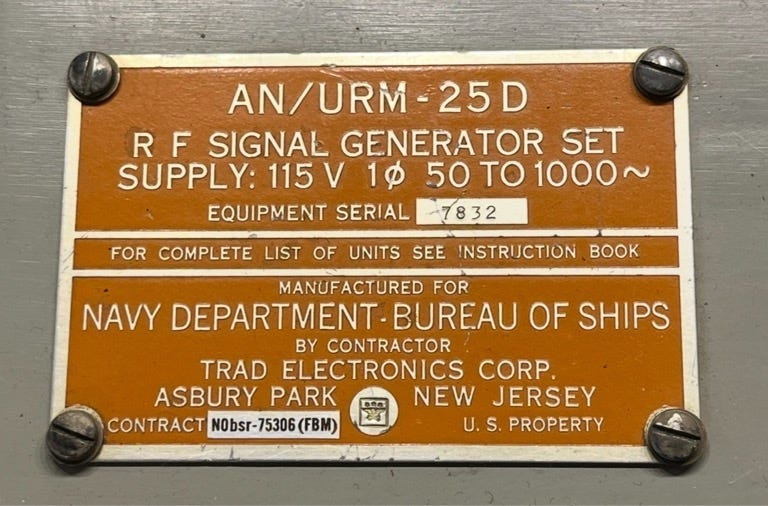 AN/URM-25D
R F SIGNAL GENERATOR SET
SUPPLY: 115 V 1ϕ 50 TO 1000~
EQUIPMENT SERIAL 7832
FOR COMPLETE LIST OF UNITS SEE INSTRUCTION BOOK
MANUFACTURED FOR
NAVY DEPARTMENT-BUREAU OF SHIPS
BY CONTRACTOR
TRAD ELECTRONICS CORP.
ASBURY PARK NEW JERSEY
CONTRACT NObsr-75306 (FBM) U. S. PROPERTY